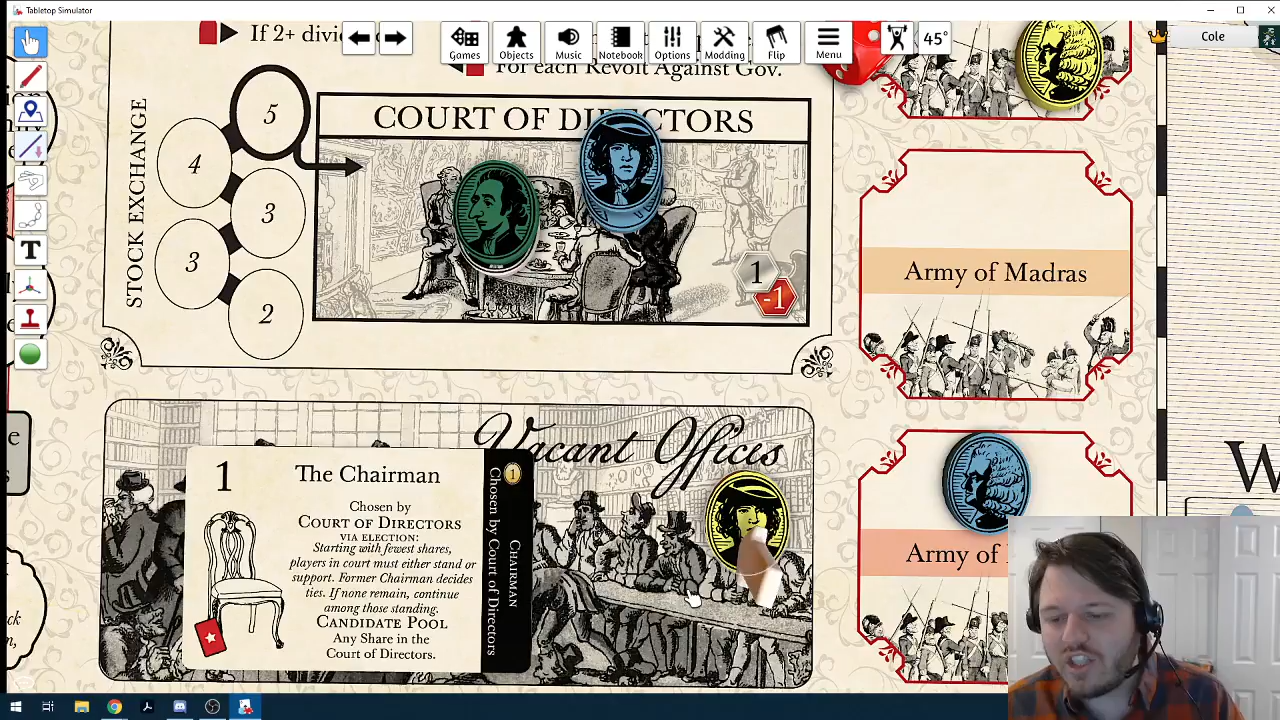 Tabletop Simulator
If 2+ divid
Games
Objects
Music
Notebook
Options
Modding
Flip
Menu
45°
Cole
For each Revolt Against Gov.
STOCK EXCHANGE
5
4
3
3
2
COURT OF DIRECTORS
1
-1
Army of Madras
Vacant Offices
1
The Chairman
Chosen by
COURT OF DIRECTORS
VIA ELECTION:
Starting with fewest shares,
players in court must either stand or
support. Former Chairman decides
ties. If none remain, continue
among those standing.
CANDIDATE POOL
Any Share in the
Court of Directors.
1
CHAIRMAN
Chosen by Court of Directors
Army of
T
W
e